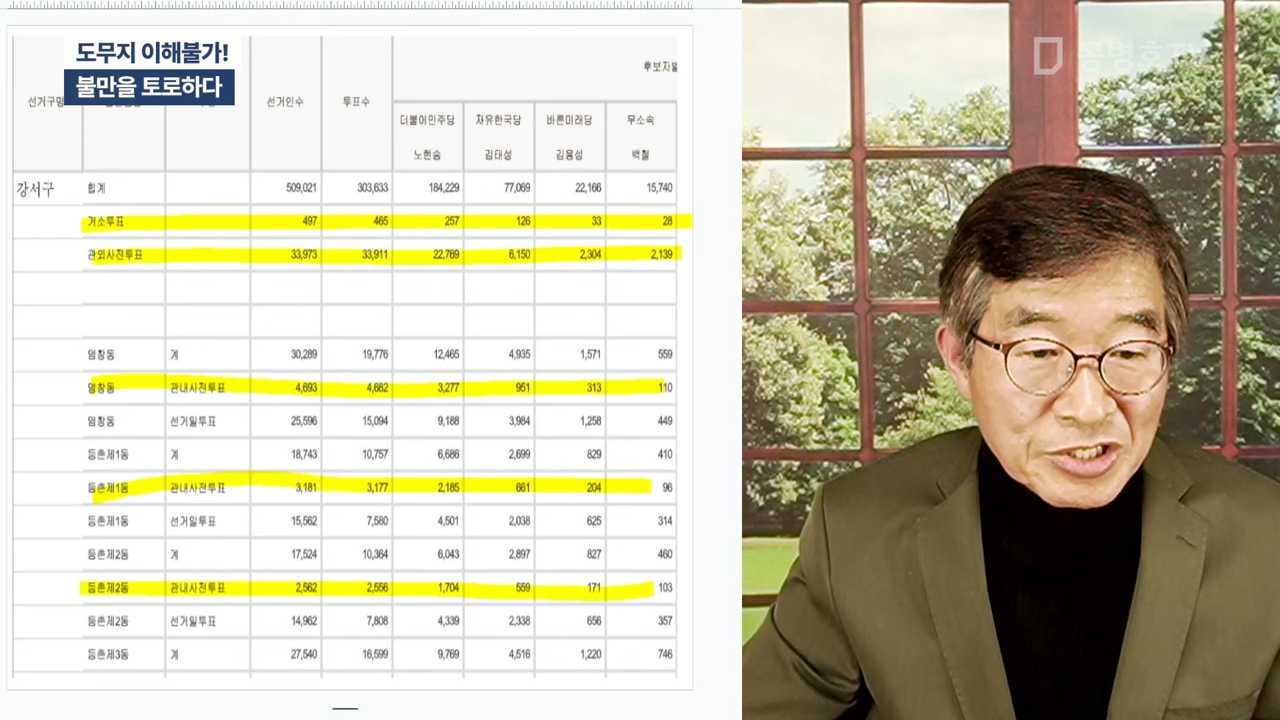 도무지 이해불가!
불만을 토로하다
공병호
후보자별
선거구명 선거인수 투표수
더불어민주당 자유한국당 바른미래당 무소속
노현송 김태성 김용성 백철
강서구 합계 509,021 303,633 184,229 77,069 22,166 15,740
거소투표 497 465 257 126 33 28
관외사전투표 33,973 33,911 22,769 6,150 2,304 2,139
염창동 계 30,289 19,776 12,465 4,935 1,571 559
염창동 관내사전투표 4,693 4,682 3,277 951 313 110
염창동 선거일투표 25,596 15,094 9,188 3,984 1,258 449
등촌제1동 계 18,743 10,757 6,686 2,699 829 410
등촌제1동 관내사전투표 3,181 3,177 2,185 661 204 96
등촌제1동 선거일투표 15,562 7,580 4,501 2,038 625 314
등촌제2동 계 17,524 10,364 6,043 2,897 827 460
등촌제2동 관내사전투표 2,562 2,556 1,704 559 171 103
등촌제2동 선거일투표 14,962 7,808 4,339 2,338 656 357
등촌제3동 계 27,540 16,599 9,769 4,516 1,220 746